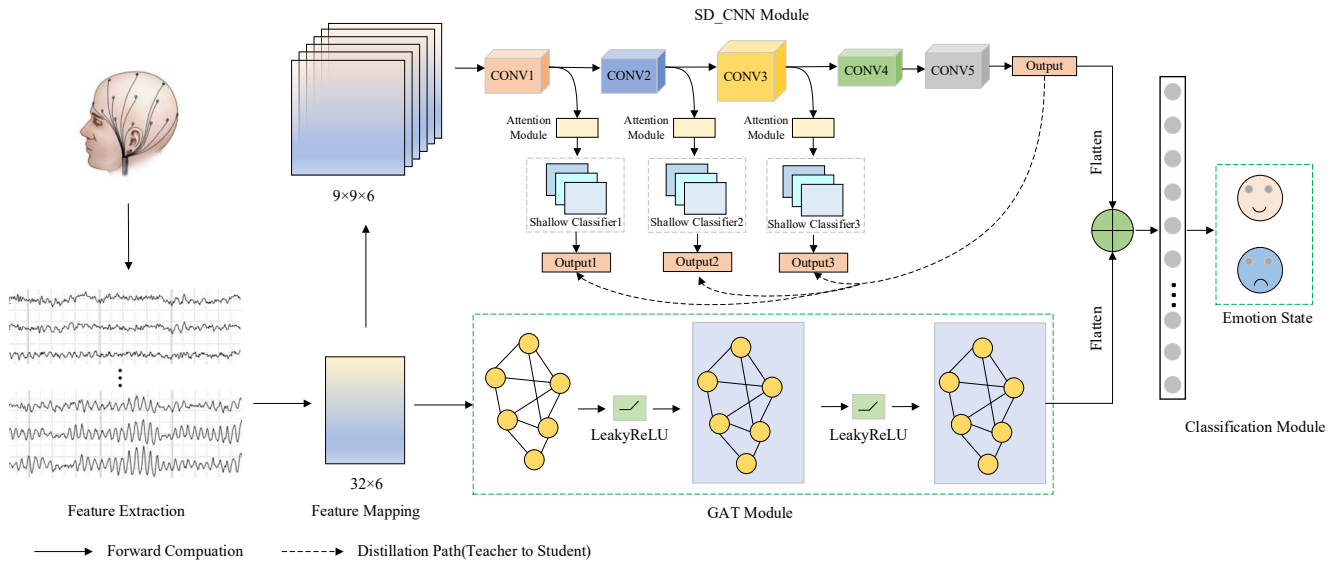 SD_CNN Module
CONV1
CONV2
CONV3
CONV4
CONV5
Output
Attention
Module
Attention
Module
Attention
Module
Shallow Classifier1
Shallow Classifier2
Shallow Classifier3
Output1
Output2
Output3
9×9×6
Flatten
Flatten
Emotion State
Classification Module
LeakyReLU
LeakyReLU
32×6
Feature Extraction
Feature Mapping
GAT Module
Forward Compuation
Distillation Path(Teacher to Student)